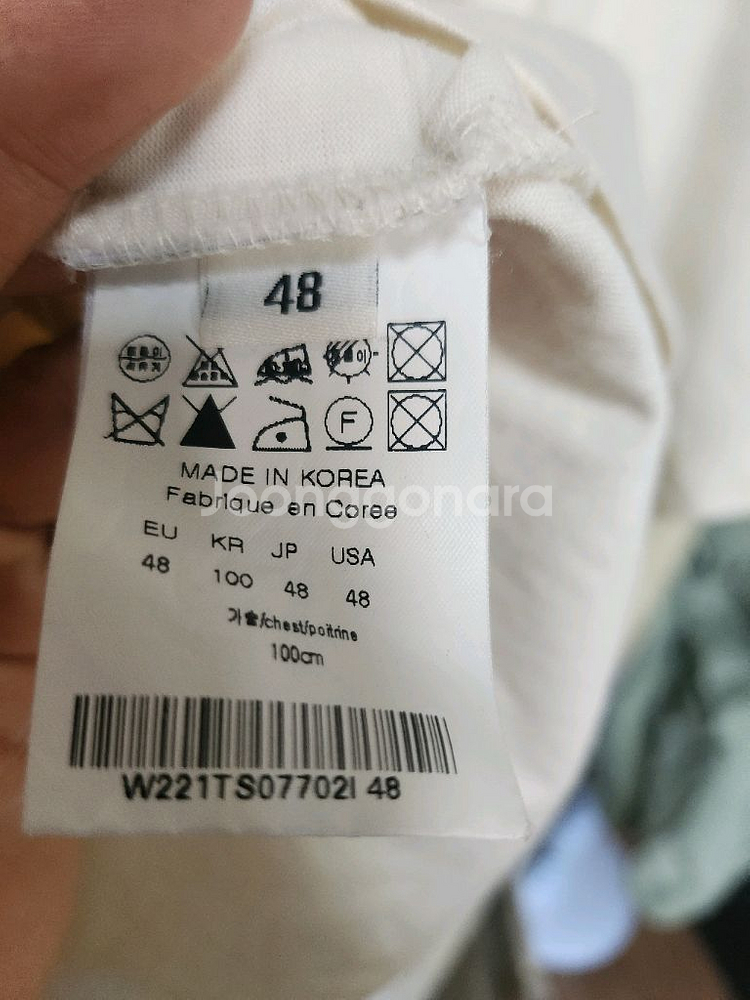 48
F
MADE IN KOREA
Fabrique en Coree
Joonggonara
EU KR JP USA
48 100 48 48
가슴/chest/poitrine
100cm
W221TS07702I 48